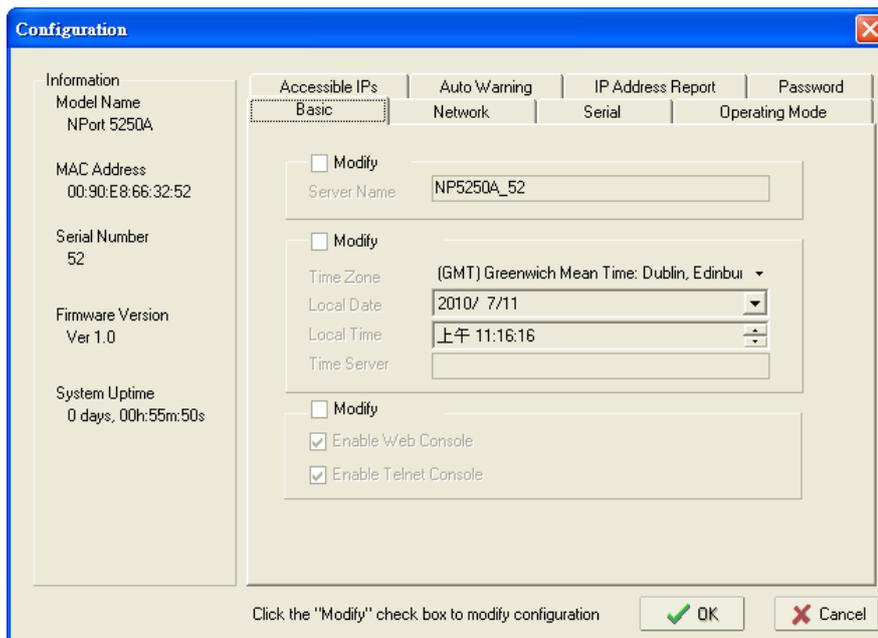 Configuration
Information
Model Name
NPort 5250A
MAC Address
00:90:E8:66:32:52
Serial Number
52
Firmware Version
Ver 1.0
System Uptime
0 days, 00h:55m:50s
Accessible IPs
Auto Warning
IP Address Report
Password
Basic
Network
Serial
Operating Mode
Modify
Server Name
NP5250A_52
Modify
Time Zone
(GMT) Greenwich Mean Time: Dublin, Edinbui
Local Date
2010/ 7/11
Local Time
上午 11:16:16
Time Server
Modify
Enable Web Console
Enable Telnet Console
Click the "Modify" check box to modify configuration
OK
Cancel